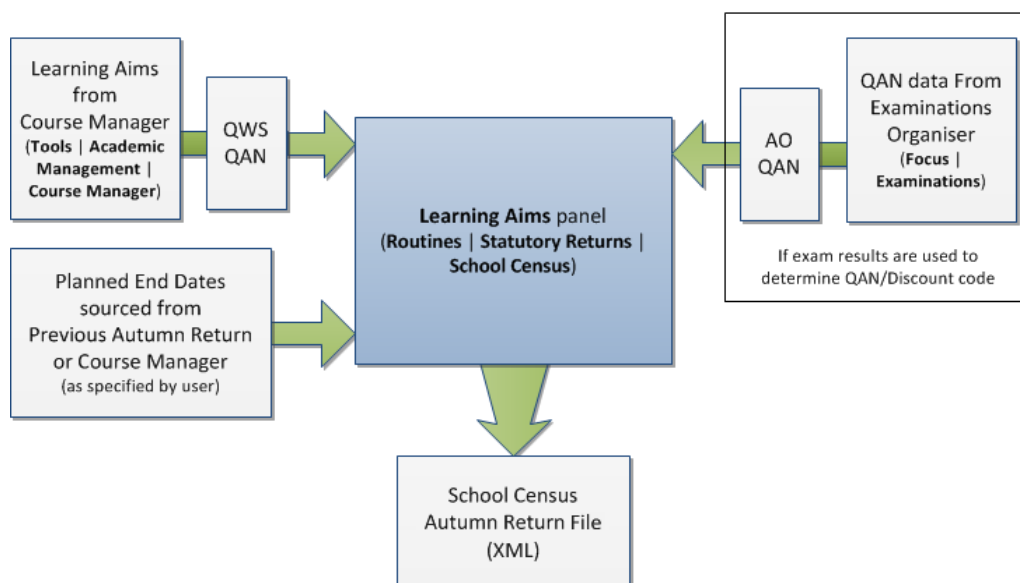 Learning Aims
from
Course Manager
(Tools | Academic
Management |
Course Manager)
QWS
QAN
Planned End Dates
sourced from
Previous Autumn Return
or Course Manager
(as specified by user)
Learning Aims panel
(Routines | Statutory Returns |
School Census)
AO
QAN
QAN data From
Examinations
Organiser
(Focus |
Examinations)
If exam results are used to
determine QAN/Discount code
School Census
Autumn Return File
(XML)